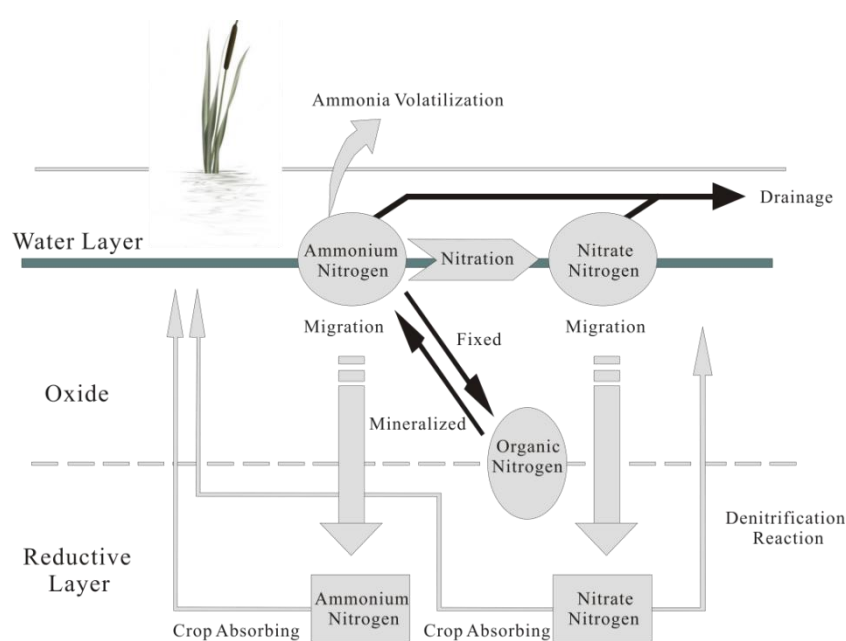 Ammonia Volatilization
Drainage
Water Layer
Ammonium
Nitrogen
Nitration
Nitrate
Nitrogen
Migration
Fixed
Migration
Oxide
Mineralized
Organic
Nitrogen
Denitrification
Reaction
Reductive
Layer
Ammonium
Nitrogen
Nitrate
Nitrogen
Crop Absorbing
Crop Absorbing